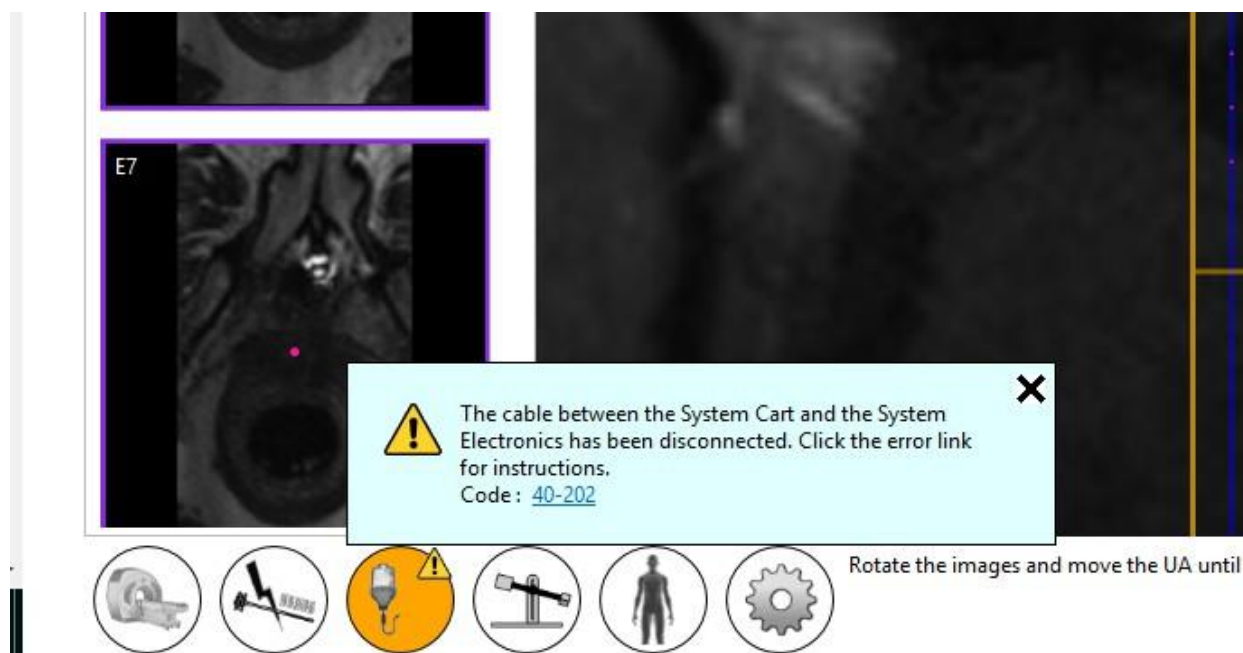 E7
The cable between the System Cart and the System
Electronics has been disconnected. Click the error link
for instructions.
Code : 40-202
Rotate the images and move the UA until